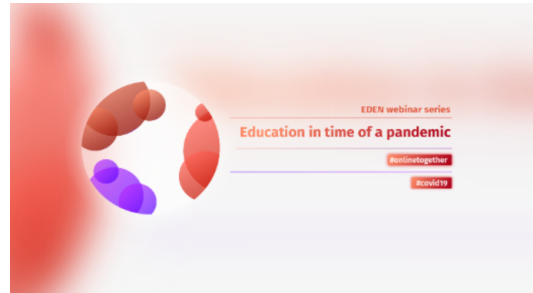 EDEN webinar series
Education in time of a pandemic
#onlinetogether
#covid19